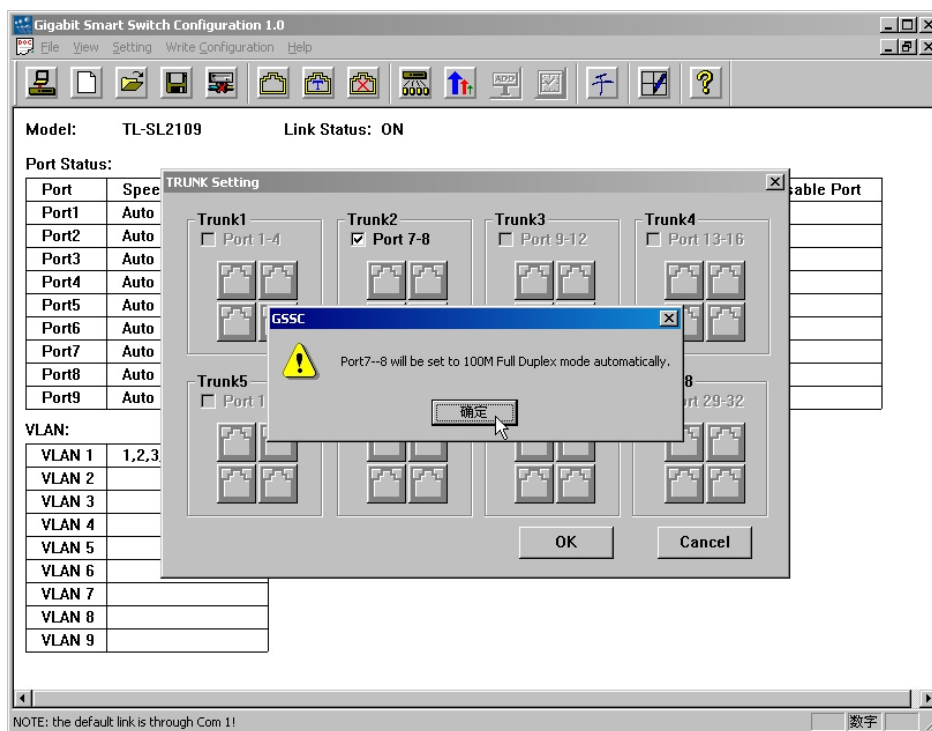 Gigabit Smart Switch Configuration 1.0
File View Setting Write Configuration Help
ADD
Model: TL-SL2109 Link Status: ON
Port Status:
Port Spee sable Port
Port1 Auto
Port2 Auto
Port3 Auto
Port4 Auto
Port5 Auto
Port6 Auto
Port7 Auto
Port8 Auto
Port9 Auto
VLAN:
VLAN 1 1,2,3
VLAN 2
VLAN 3
VLAN 4
VLAN 5
VLAN 6
VLAN 7
VLAN 8
VLAN 9
TRUNK Setting
Trunk1 Trunk2 Trunk3 Trunk4
Port 1-4 Port 7-8 Port 9-12 Port 13-16
GSSC
Port7--8 will be set to 100M Full Duplex mode automatically.
确定
Trunk5 8
Port 1 rt 29-32
OK Cancel
NOTE: the default link is through Com 1!
数字